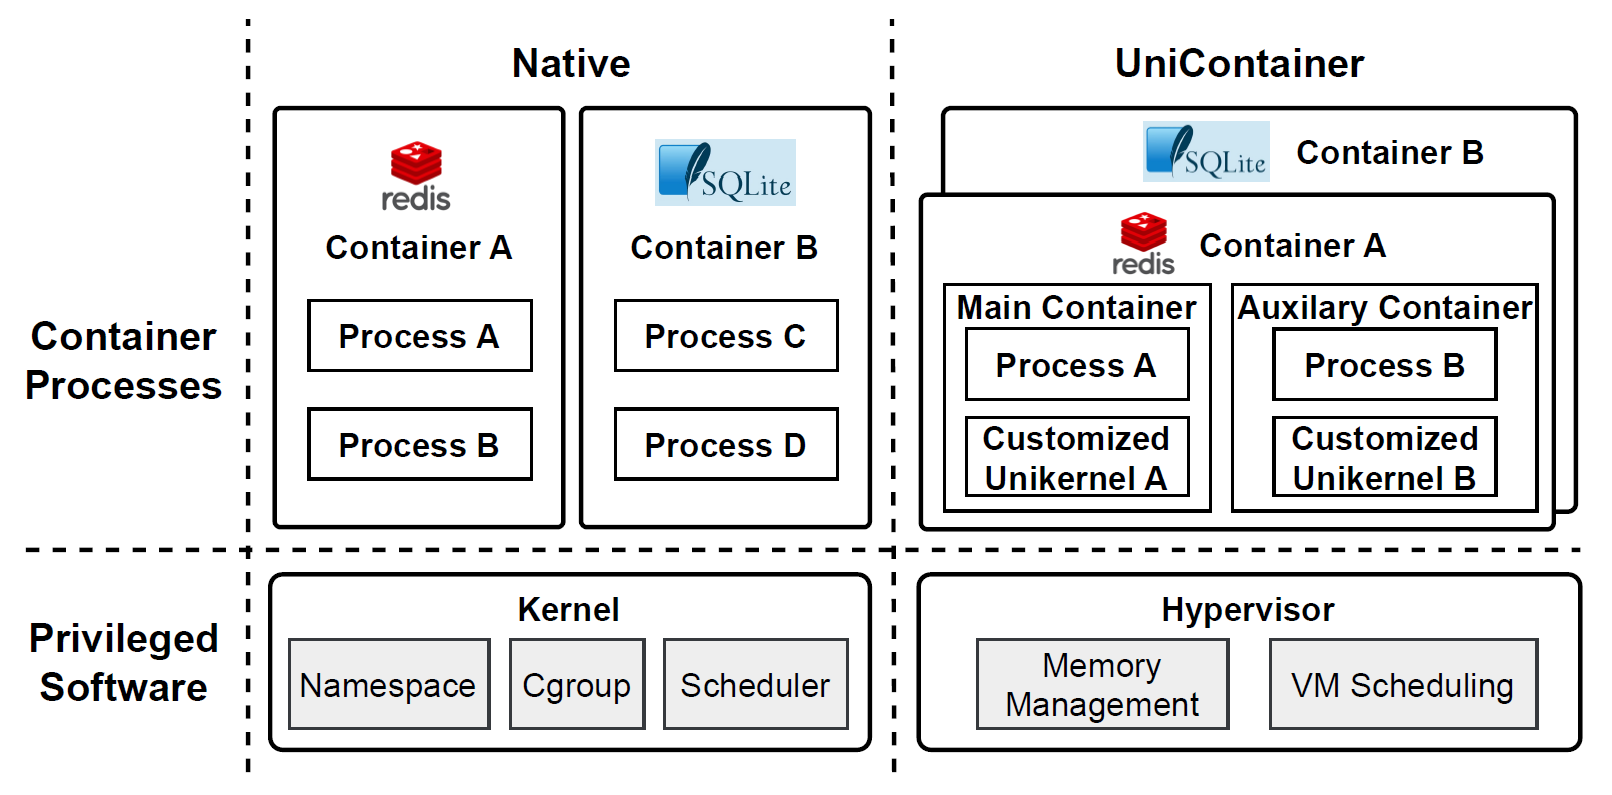 Native
UniContainer
redis
SQLite
Container A
Container B
Process A
Process C
Process B
Process D
SQLite
Container B
redis
Container A
Main Container
Auxilary Container
Process A
Process B
Customized
Unikernel A
Customized
Unikernel B
Container
Processes
Privileged
Software
Kernel
Namespace
Cgroup
Scheduler
Hypervisor
Memory
Management
VM Scheduling